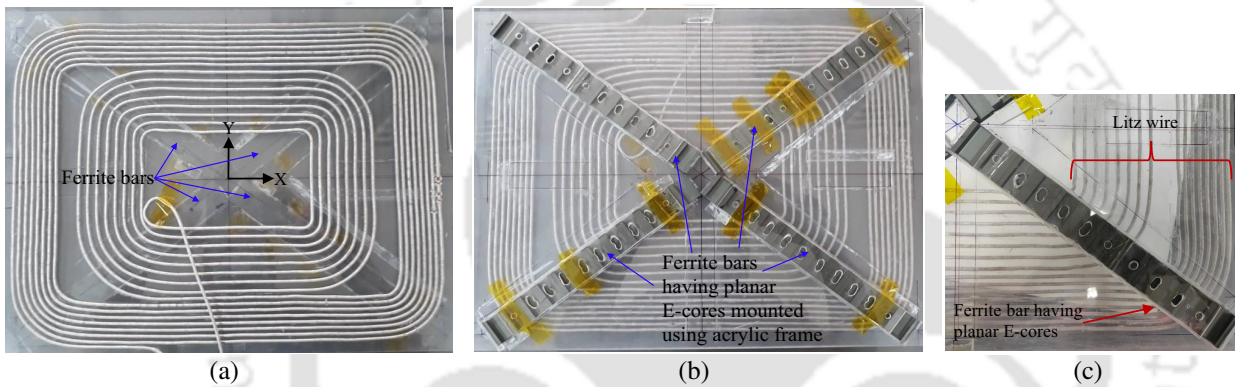 Y
X
Ferrite bars
(a)
Ferrite bars
having planar
E-cores mounted
using acrylic frame
(b)
Litz wire
Ferrite bar having
planar E-cores
(c)